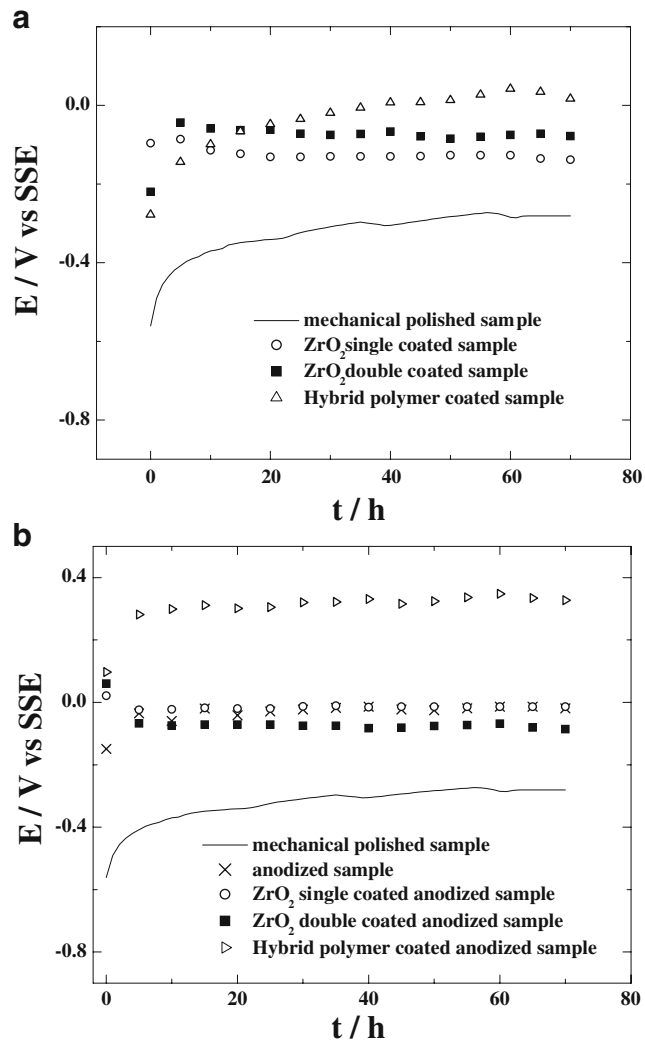 a
0.0
-0.4
-0.8
E / V vs SSE
mechanical polished sample
ZrO2 single coated sample
ZrO2 double coated sample
Hybrid polymer coated sample
0 20 40 60 80
t / h
b
0.4
0.0
-0.4
-0.8
E / V vs SSE
mechanical polished sample
anodized sample
ZrO2 single coated anodized sample
ZrO2 double coated anodized sample
Hybrid polymer coated anodized sample
0 20 40 60 80
t / h